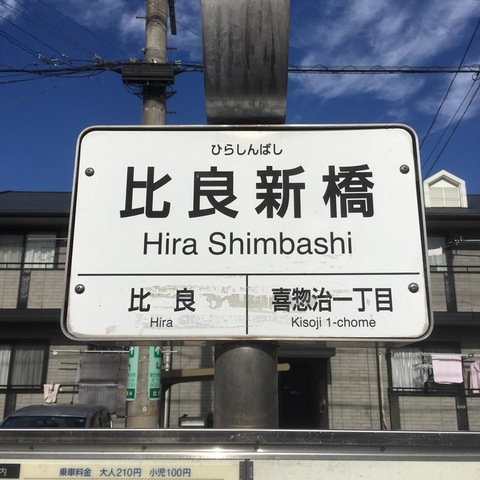 ひらしんばし
比良新橋
Hira Shimbashi
比良
Hira
喜惣治一丁目
Kisoji 1-chome
内
乗車料金 大人210円 小児100円